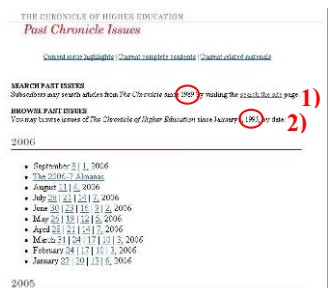 THE CHRONICLE OF HIGHER EDUCATION
Past Chronicle Issues
Current issue highlights | Current complete contents | Current related materials
SEARCH PAST ISSUES
Subscribers may search articles from The Chronicle since 1989 by visiting the search the site page. 1)
BROWSE PAST ISSUES
You may browse issues of The Chronicle of Higher Education since January 1995, by date: 2)
2006
September 8 | 1, 2006
The 2006-7 Almanac
August 11 | 4, 2006
July 28 | 21 | 14 | 7, 2006
June 30 | 23 | 16 | 9 | 2, 2006
May 26 | 19 | 12 | 5, 2006
April 28 | 21 | 14 | 7, 2006
March 31 | 24 | 17 | 10 | 3, 2006
February 24 | 17 | 10 | 3, 2006
January 27 | 20 | 13 | 6, 2006
2005